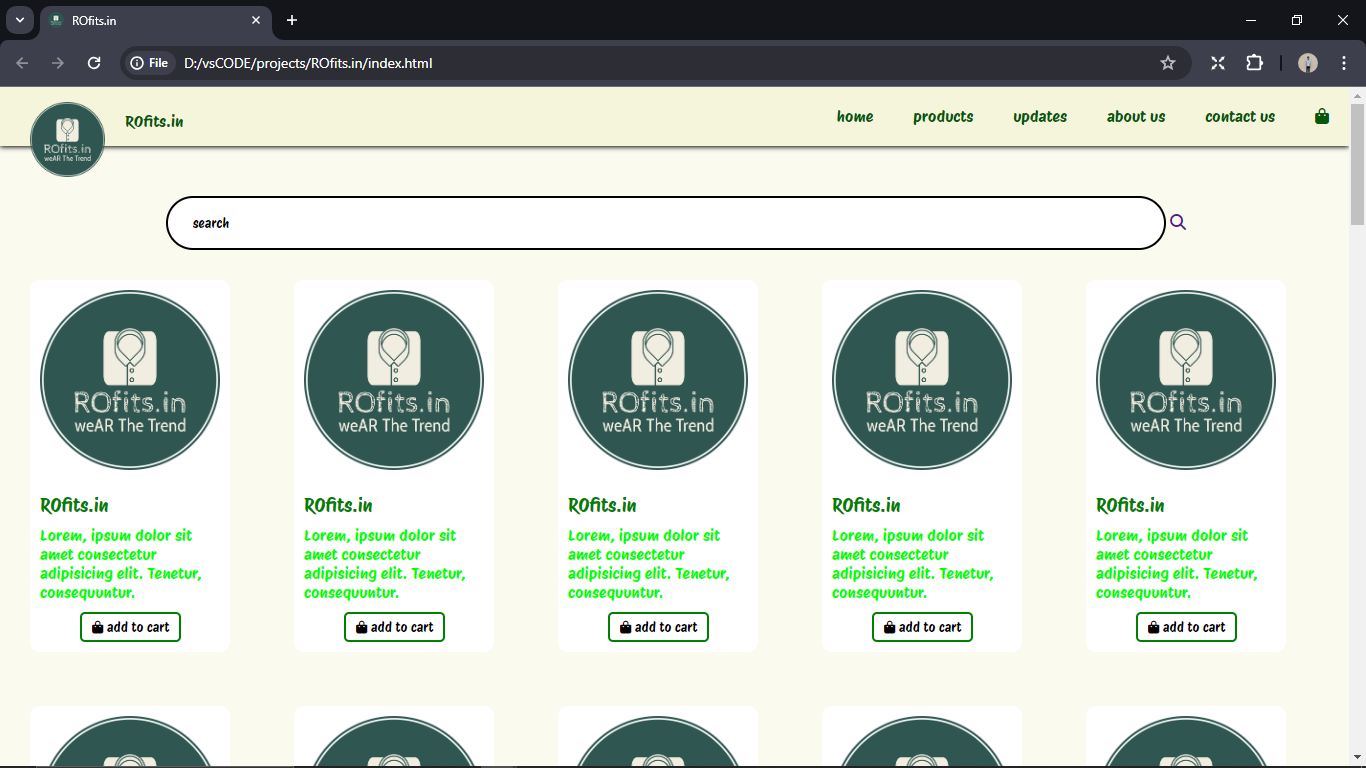 ROfits.in
File D:/vsCODE/projects/ROfits.in/index.html
ROfits.in
weAR The Trend
ROfits.in
home products updates about us contact us
search
ROfits.in
weAR The Trend
ROfits.in
Lorem, ipsum dolor sit
amet consectetur
adipisicing elit. Tenetur,
consequuntur.
add to cart
ROfits.in
weAR The Trend
ROfits.in
Lorem, ipsum dolor sit
amet consectetur
adipisicing elit. Tenetur,
consequuntur.
add to cart
ROfits.in
weAR The Trend
ROfits.in
Lorem, ipsum dolor sit
amet consectetur
adipisicing elit. Tenetur,
consequuntur.
add to cart
ROfits.in
weAR The Trend
ROfits.in
Lorem, ipsum dolor sit
amet consectetur
adipisicing elit. Tenetur,
consequuntur.
add to cart
ROfits.in
weAR The Trend
ROfits.in
Lorem, ipsum dolor sit
amet consectetur
adipisicing elit. Tenetur,
consequuntur.
add to cart